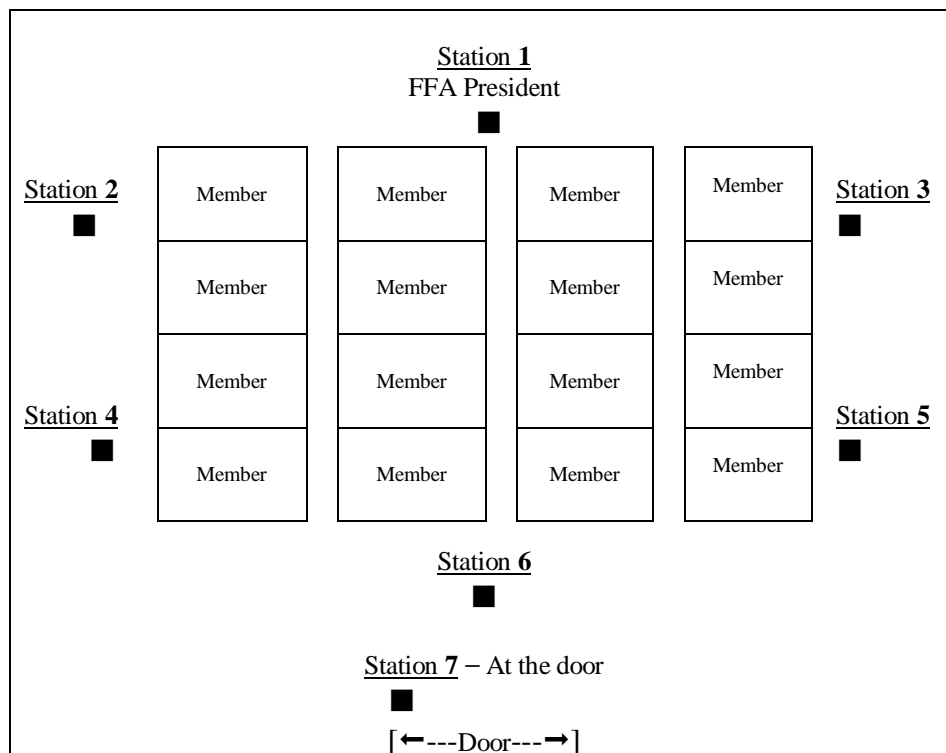 Station 1
FFA President
Station 2
Member Member Member Member
Station 3
Member Member Member Member
Station 4
Member Member Member Member
Station 5
Member Member Member Member
Station 6
Station 7 – At the door
[🠔---Door---🠖]